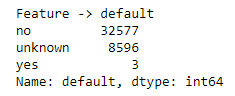 Feature -> default
no         32577
unknown     8596
yes            3
Name: default, dtype: int64